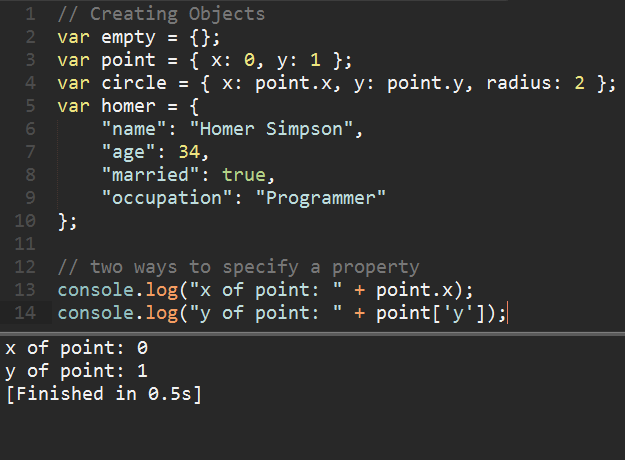 1 // Creating Objects
2 var empty = {};
3 var point = { x: 0, y: 1 };
4 var circle = { x: point.x, y: point.y, radius: 2 };
5 var homer = {
6 "name": "Homer Simpson",
7 "age": 34,
8 "married": true,
9 "occupation": "Programmer"
10 };
11
12 // two ways to specify a property
13 console.log("x of point: " + point.x);
14 console.log("y of point: " + point['y']);
x of point: 0
y of point: 1
[Finished in 0.5s]